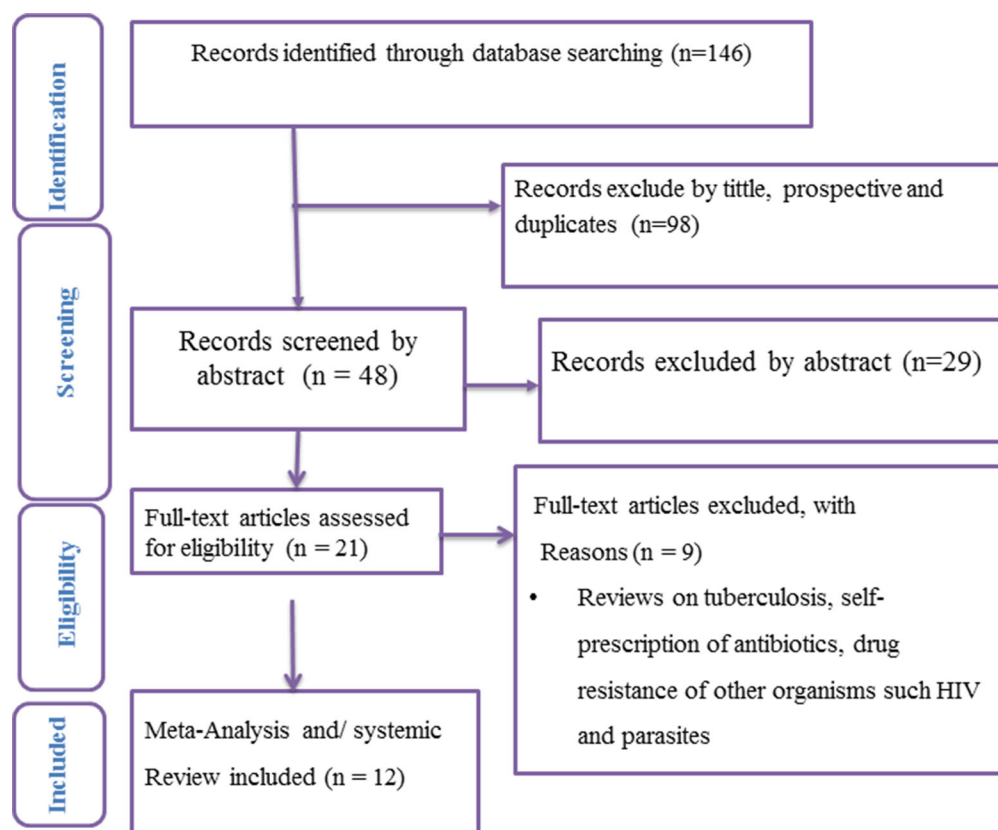 Identification
Records identified through database searching (n=146)
Records exclude by tittle, prospective and
duplicates (n=98)
Screening
Records screened by
abstract (n = 48)
Records excluded by abstract (n=29)
Eligibility
Full-text articles assessed
for eligibility (n = 21)
Full-text articles excluded, with
Reasons (n = 9)
• Reviews on tuberculosis, self-
prescription of antibiotics, drug
resistance of other organisms such HIV
and parasites
Included
Meta-Analysis and/ systemic
Review included (n = 12)